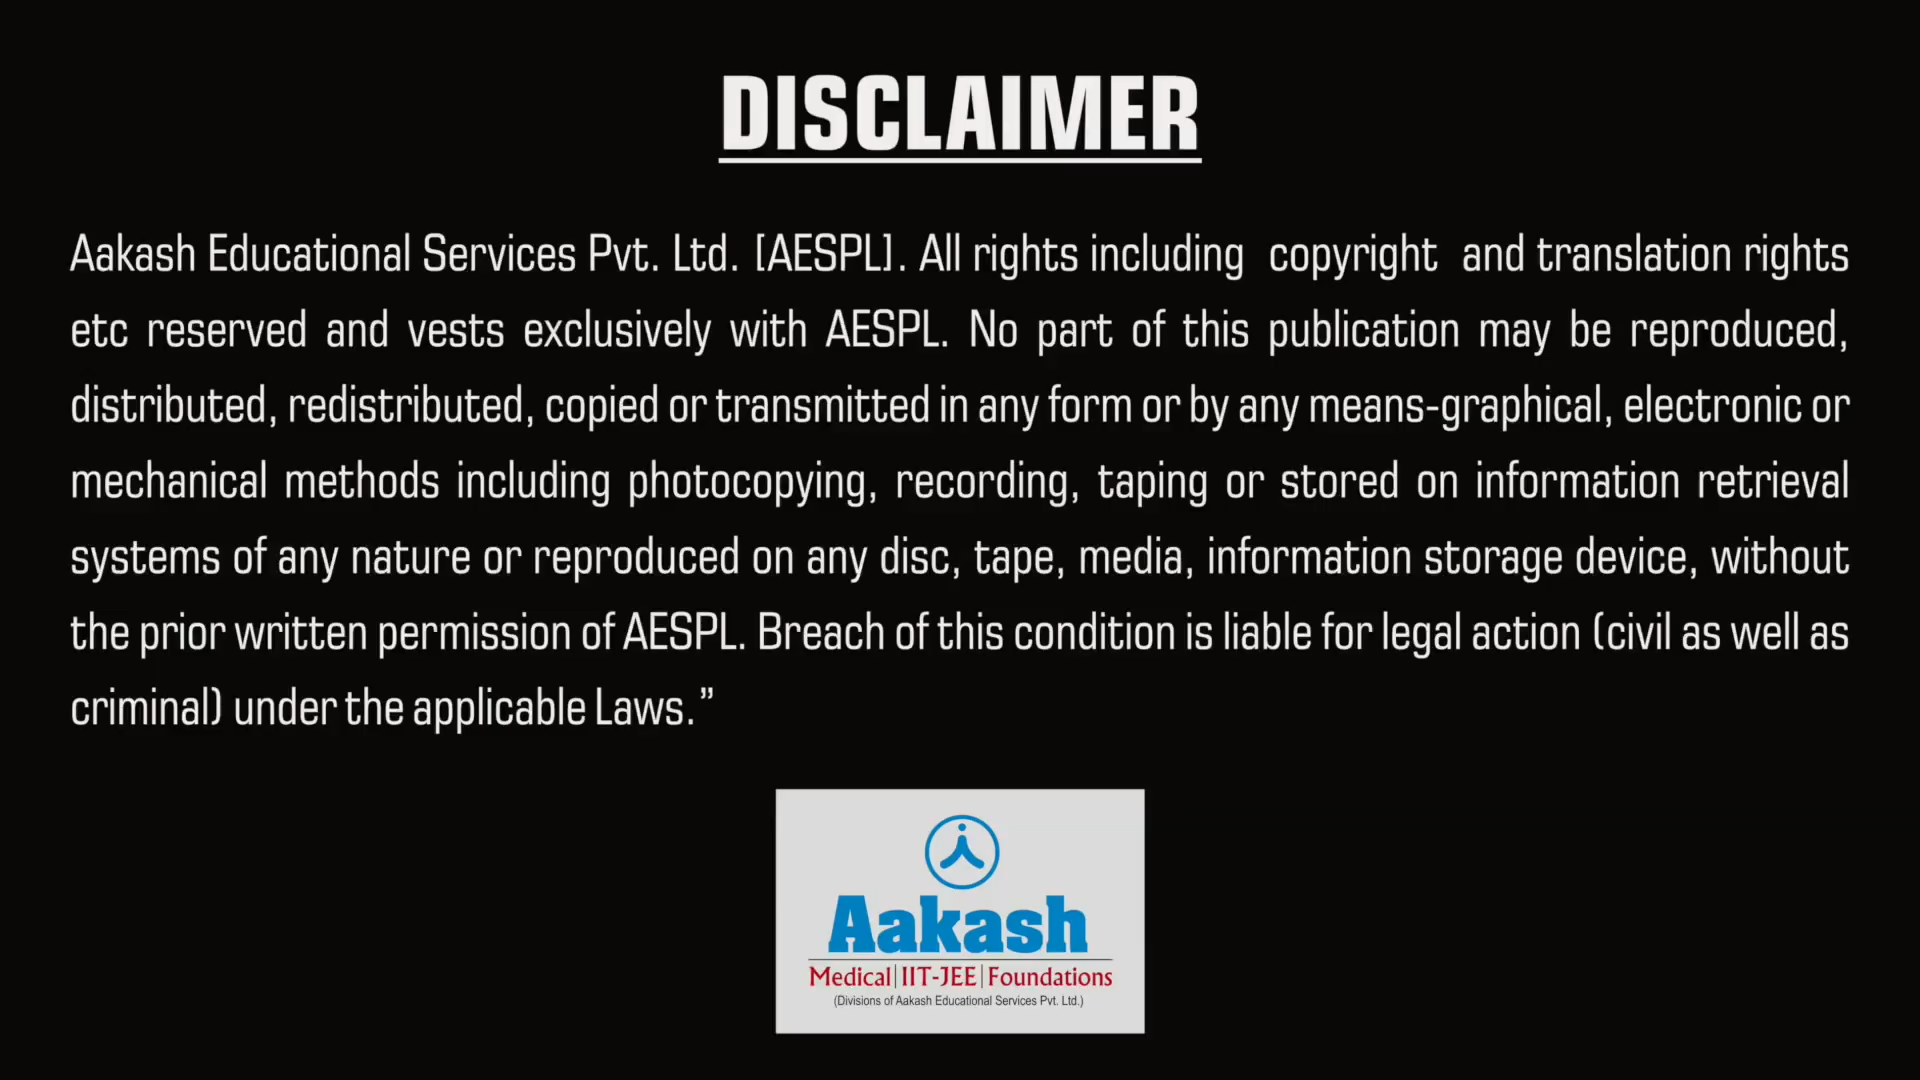 DISCLAIMER
Aakash Educational Services Pvt. Ltd. [AESPL]. All rights including copyright and translation rights
etc reserved and vests exclusively with AESPL. No part of this publication may be reproduced,
distributed, redistributed, copied or transmitted in any form or by any means-graphical, electronic or
mechanical methods including photocopying, recording, taping or stored on information retrieval
systems of any nature or reproduced on any disc, tape, media, information storage device, without
the prior written permission of AESPL. Breach of this condition is liable for legal action (civil as well as
criminal) under the applicable Laws.”
Aakash
Medical|IIT-JEE|Foundations
(Divisions of Aakash Educational Services Pvt. Ltd.)